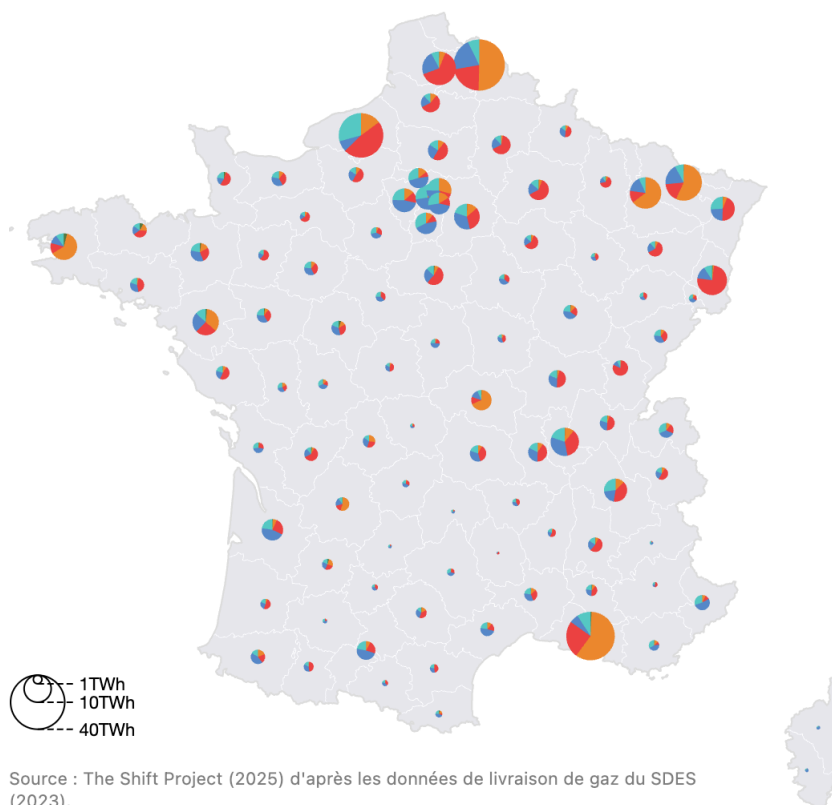 1TWh
10TWh
40TWh
Source : The Shift Project (2025) d'après les données de livraison de gaz du SDES
(2023).